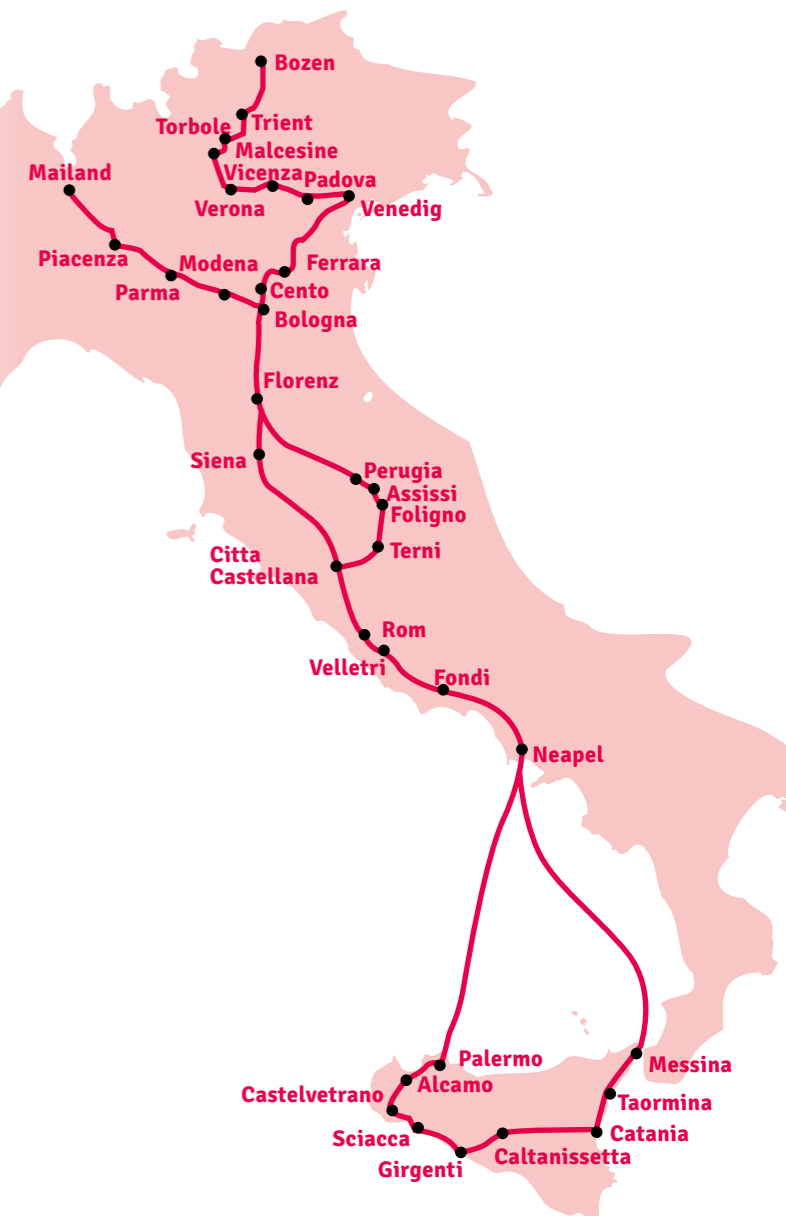 Bozen
Trient
Torbole
Malcesine
Vicenza
Padova
Mailand
Verona
Venedig
Piacenza
Modena
Ferrara
Parma
Cento
Bologna
Florenz
Siena
Perugia
Assissi
Foligno
Terni
Citta
Castellana
Rom
Velletri
Fondi
Neapel
Palermo
Messina
Alcamo
Castelvetrano
Taormina
Sciacca
Catania
Caltanissetta
Girgenti